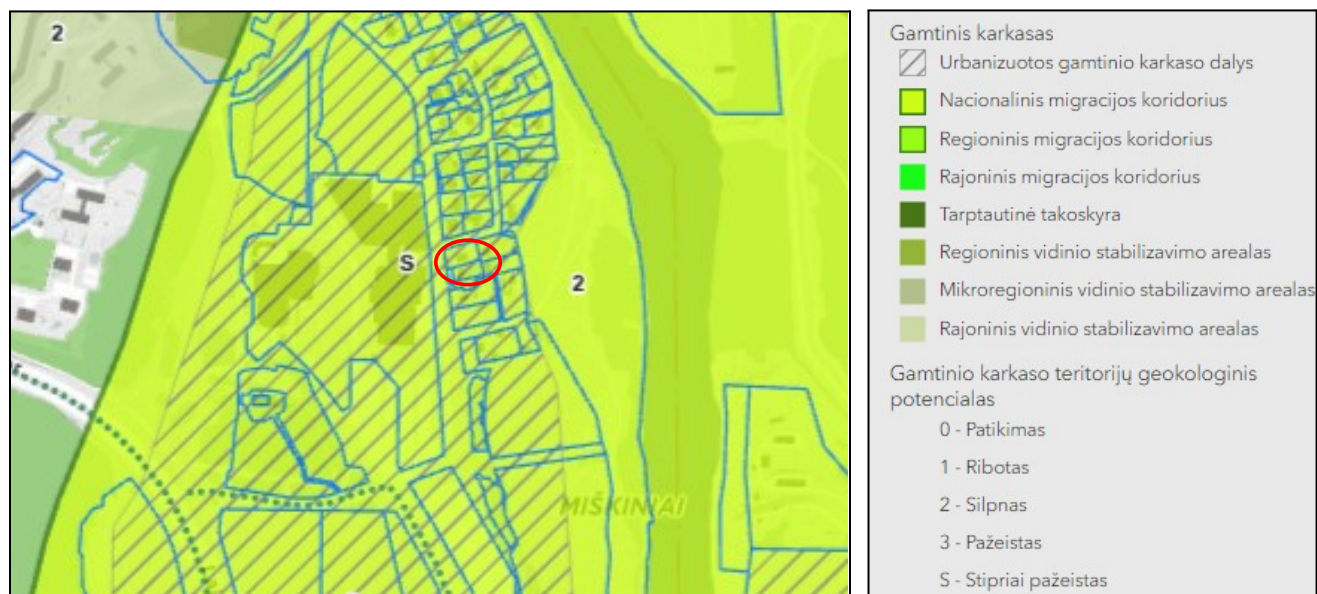 2
S
2
MIŠKINIAI
Gamtinis karkasas
Urbanizuotos gamtinio karkaso dalys
Nacionalinis migracijos koridorius
Regioninis migracijos koridorius
Rajoninis migracijos koridorius
Tarptautinė takoskyra
Regioninis vidinio stabilizavimo arealas
Mikroregioninis vidinio stabilizavimo arealas
Rajoninis vidinio stabilizavimo arealas
Gamtinio karkaso teritorijų geokologinis
potencialas
0 - Patikimas
1 - Ribotas
2 - Silpnas
3 - Pažeistas
S - Stipriai pažeistas